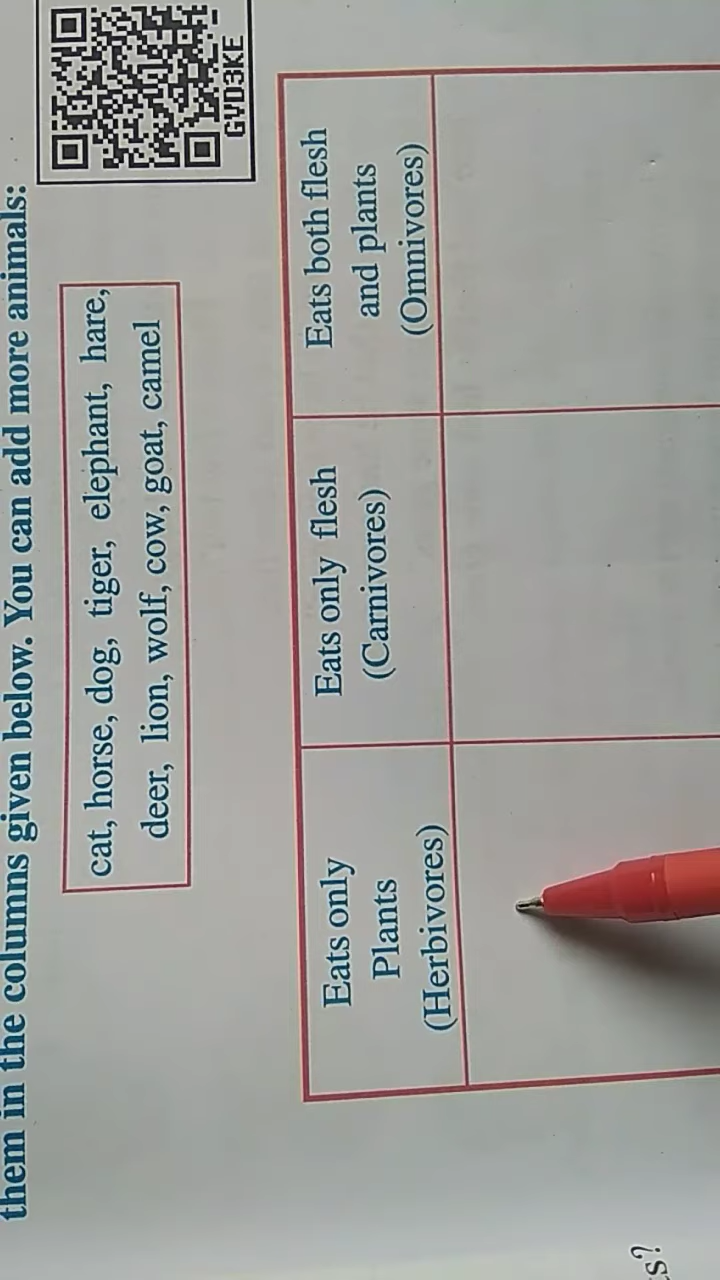 them in the columns given below. You can add more animals:
GVD3KE
cat, horse, dog, tiger, elephant, hare,
deer, lion, wolf, cow, goat, camel
Eats only
Plants
(Herbivores)
Eats only flesh
(Carnivores)
Eats both flesh
and plants
(Omnivores)